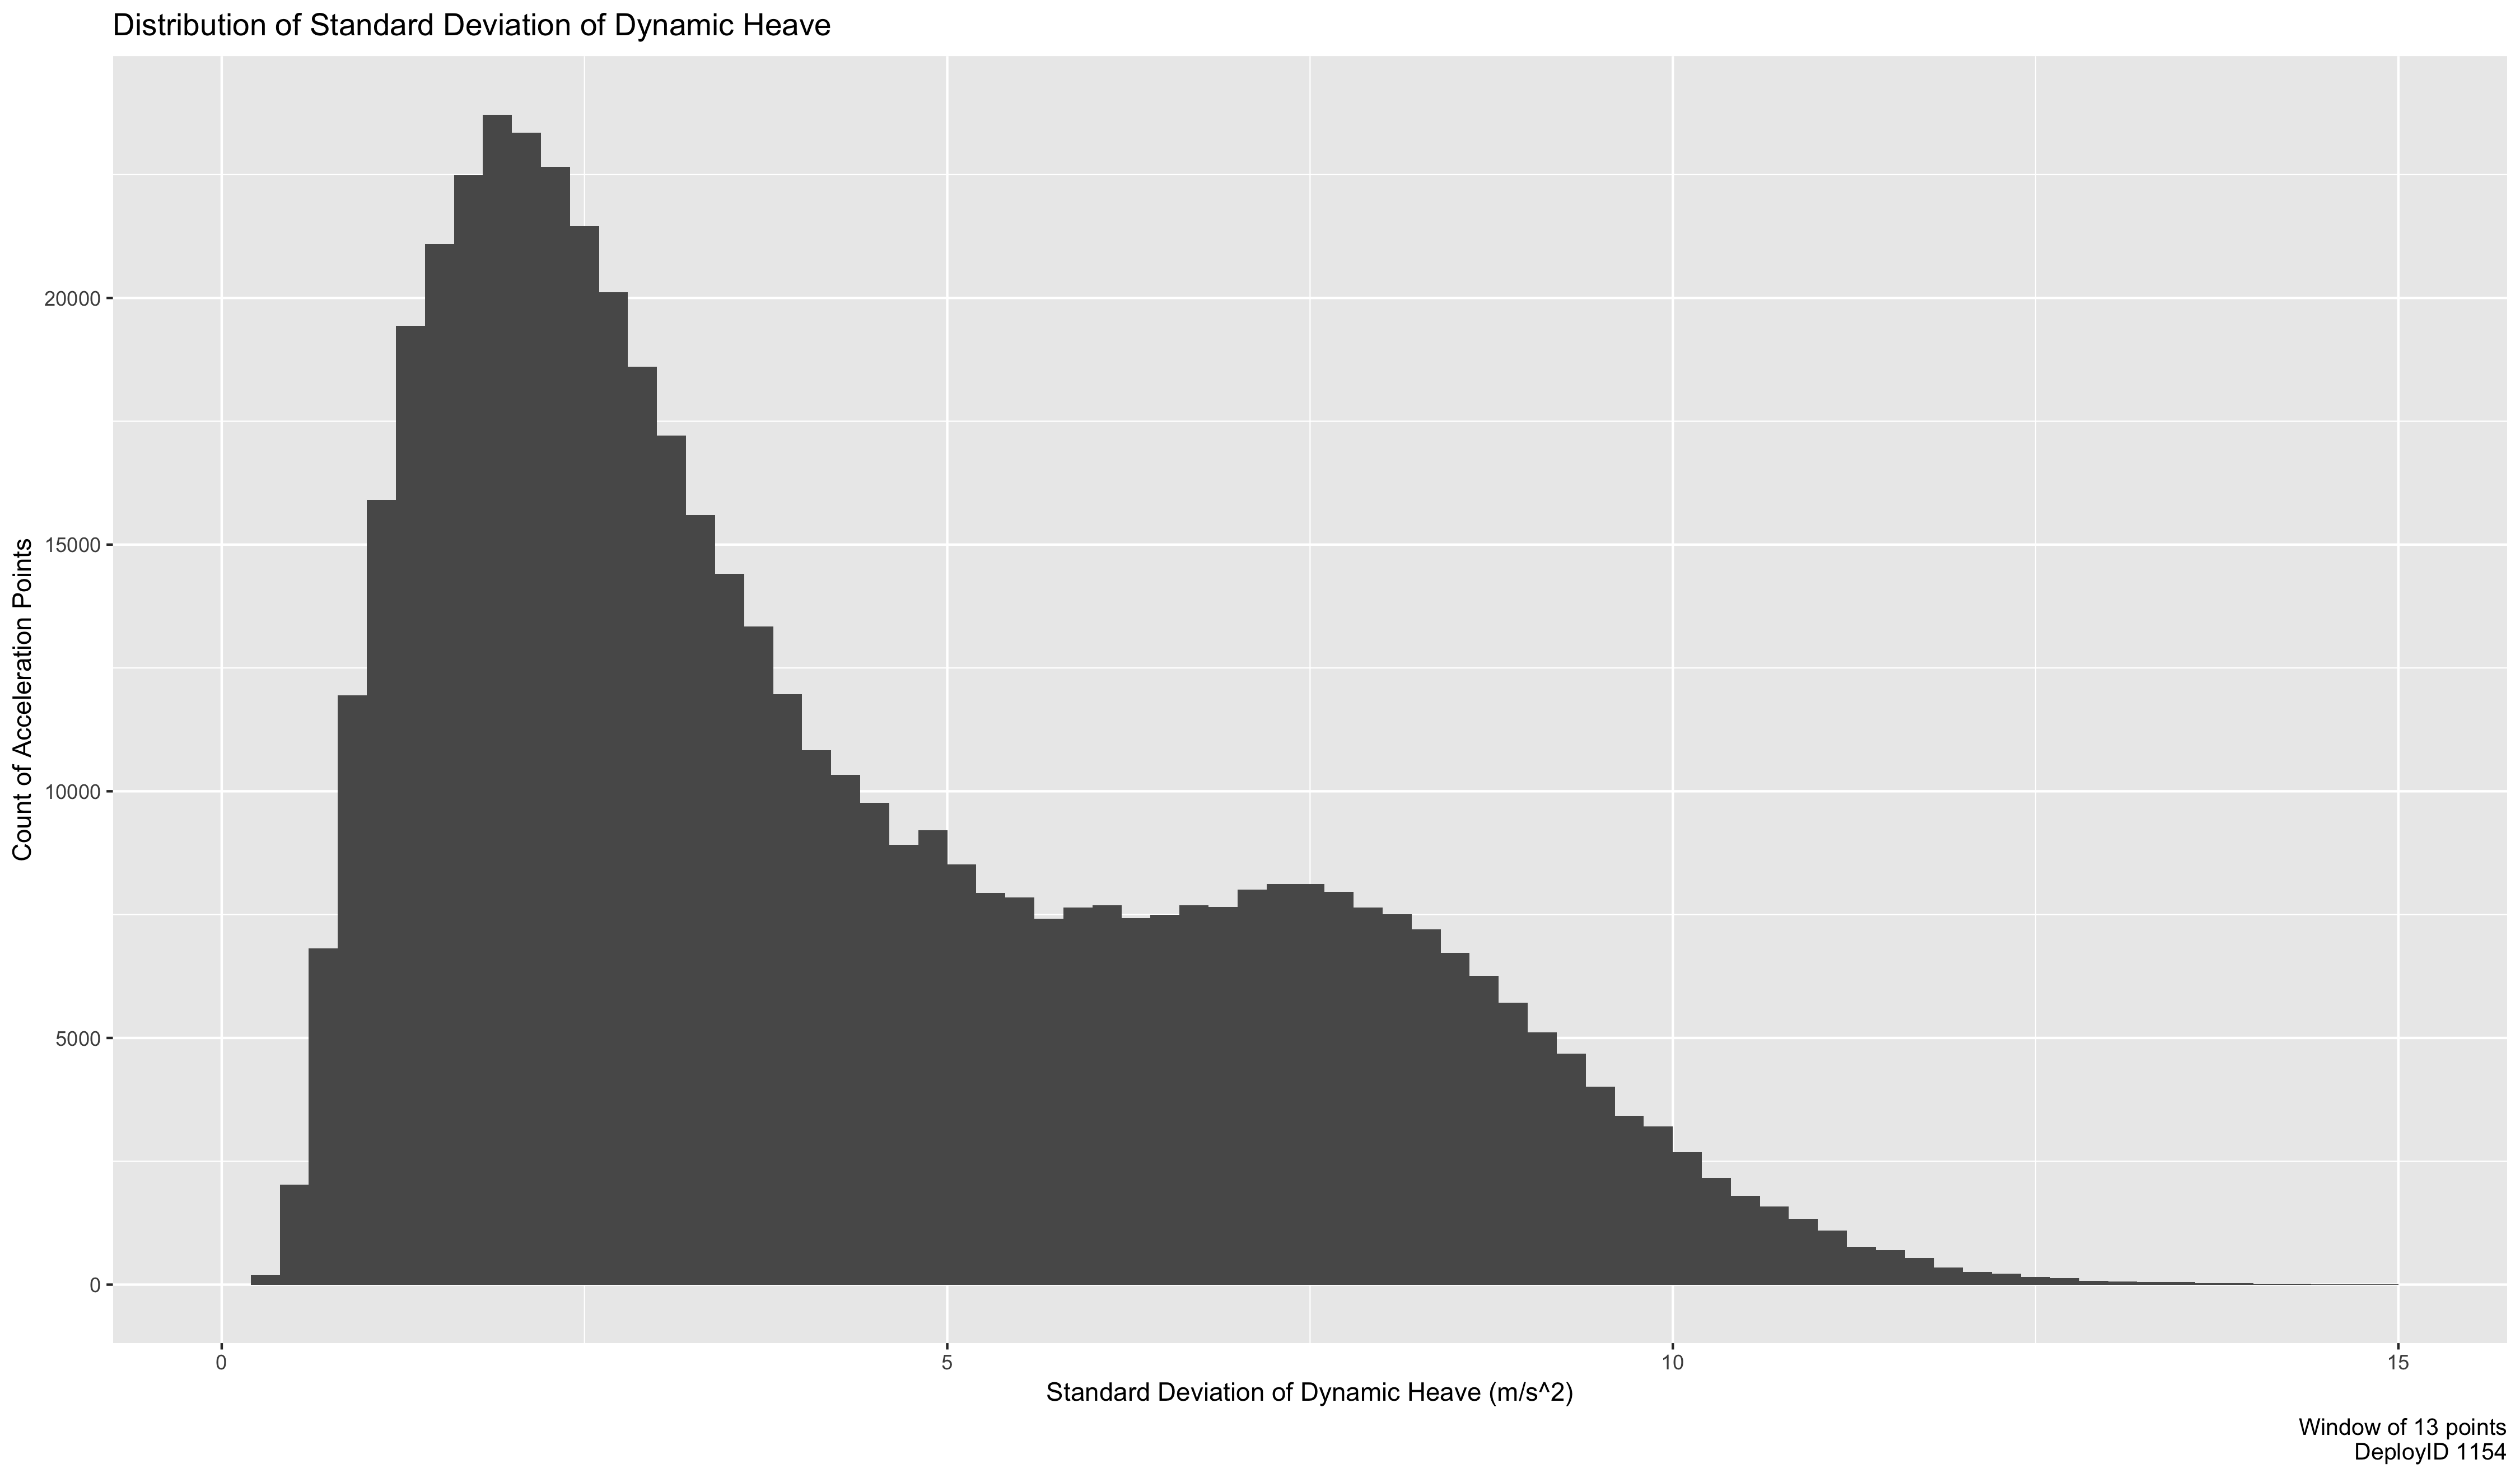 Distribution of Standard Deviation of Dynamic Heave
Count of Acceleration Points
20000
15000
10000
5000
0
0
5
10
15
Standard Deviation of Dynamic Heave (m/s^2)
Window of 13 points
DeployID 1154